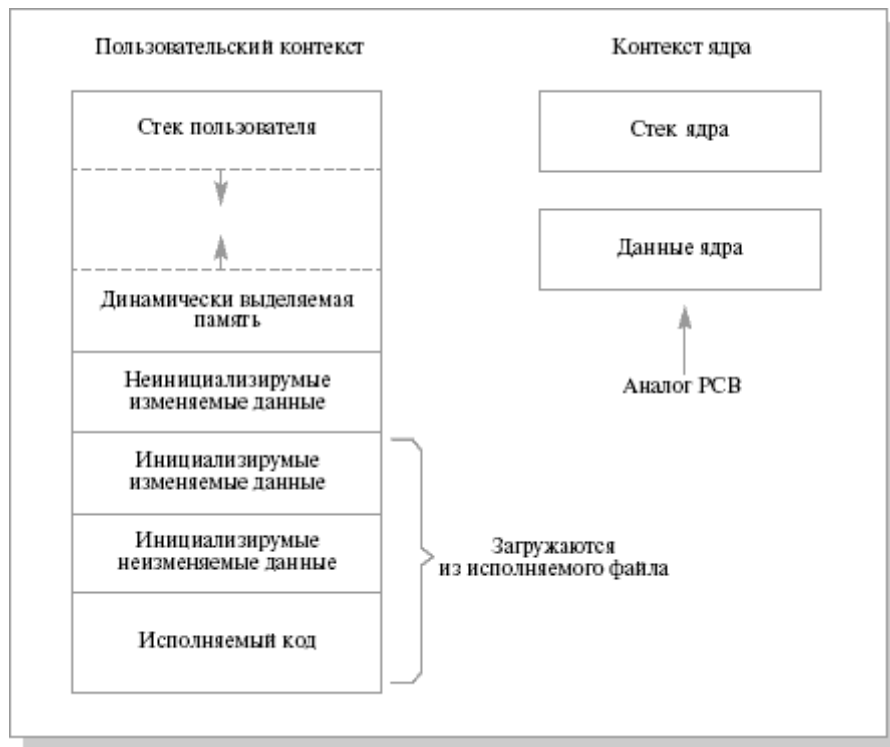 Пользовательский контекст
Контекст ядра
Стек пользователя
Стек ядра
Данные ядра
Динамически выделяемая
память
Аналог PCB
Неинициализирумые
изменяемые данные
Инициализирумые
изменяемые данные
Инициализирумые
неизменяемые данные
Загружаются
из исполняемого файла
Исполняемый код